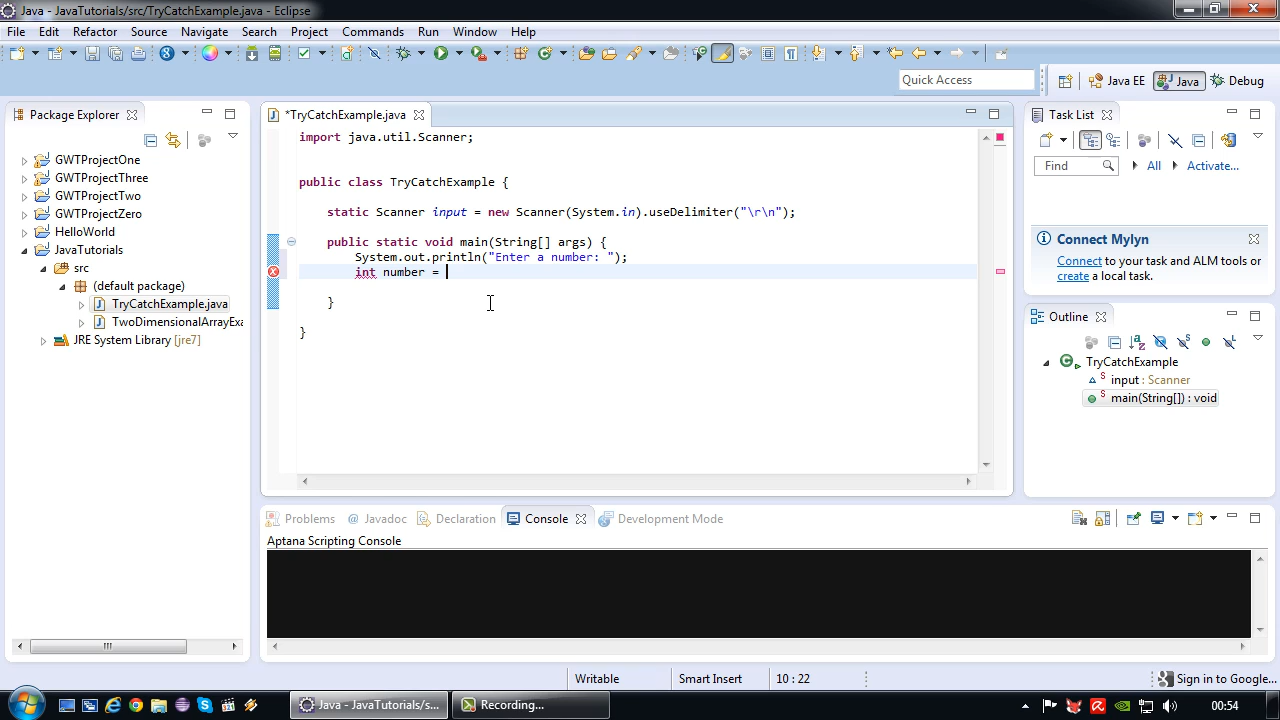 Java - JavaTutorials/src/TryCatchExample.java - Eclipse
File Edit Refactor Source Navigate Search Project Commands Run Window Help
Quick Access
Java EE Java Debug
Package Explorer
GWTProjectOne
GWTProjectThree
GWTProjectTwo
GWTProjectZero
HelloWorld
JavaTutorials
src
(default package)
TryCatchExample.java
TwoDimensionalArrayExa
JRE System Library [jre7]
*TryCatchExample.java
import java.util.Scanner;
public class TryCatchExample {
static Scanner input = new Scanner(System.in).useDelimiter("\r\n");
public static void main(String[] args) {
System.out.println("Enter a number: ");
int number =
}
}
Task List
Find All Activate...
Connect Mylyn
Connect to your task and ALM tools or
create a local task.
Outline
TryCatchExample
input : Scanner
main(String[]) : void
Problems @ Javadoc Declaration Console Development Mode
Aptana Scripting Console
Writable Smart Insert 10 : 22 Sign in to Google...
Java - JavaTutorials/s... Recording... 00:54